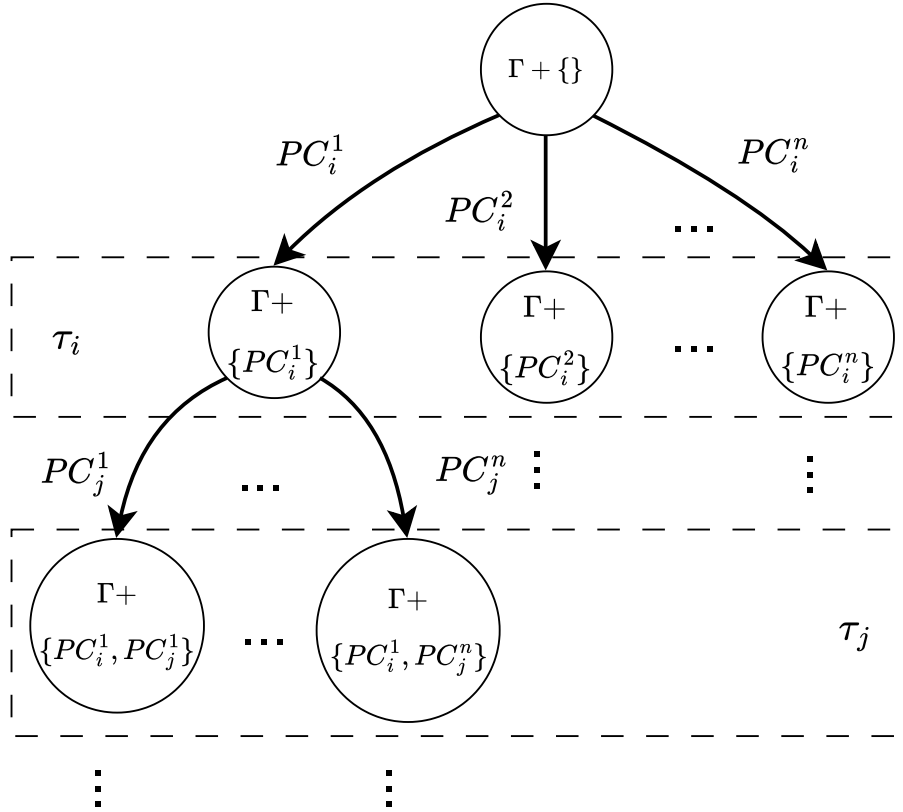 Γ + {}
PC_i^1
PC_i^2
PC_i^n
...
τ_i
Γ+
{PC_i^1}
Γ+
{PC_i^2}
...
Γ+
{PC_i^n}
PC_j^1
...
PC_j^n
⋮
⋮
Γ+
{PC_i^1, PC_j^1}
...
Γ+
{PC_i^1, PC_j^n}
τ_j
⋮
⋮